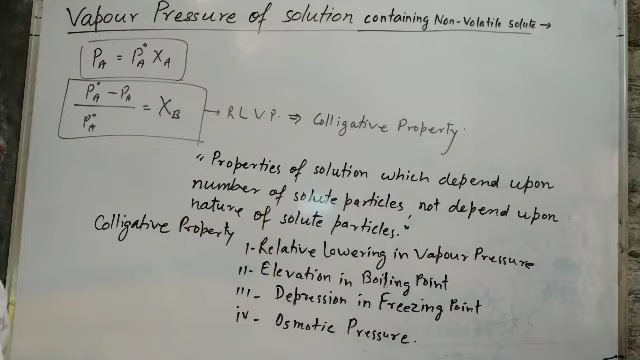 Vapour Pressure of solution containing Non-Volatile solute →
P_A = P°_A X_A
(P°_A - P_A) / P°_A = X_B → R L V P. ⇒ Colligative Property.
"Properties of solution which depend upon
number of solute particles, not depend upon
nature of solute particles."
Colligative Property
i- Relative Lowering in Vapour Pressure
ii- Elevation in Boiling Point
iii- Depression in Freezing Point
iv- Osmotic Pressure.